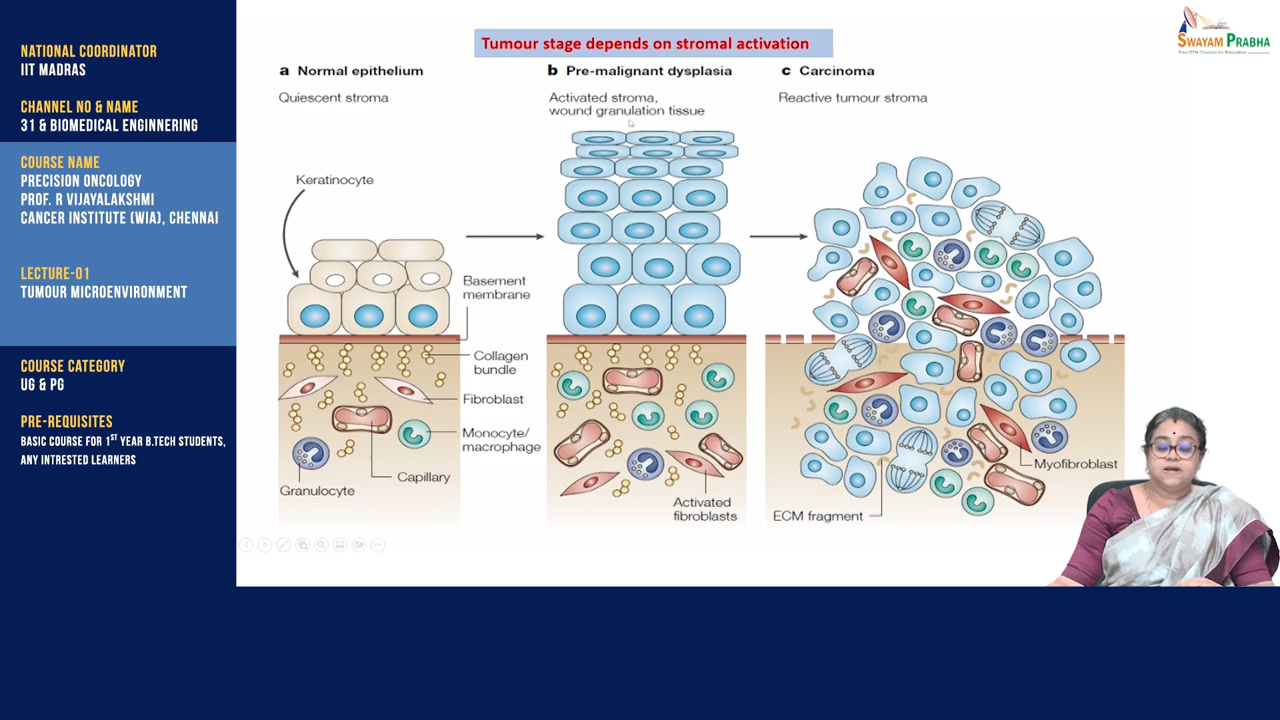 NATIONAL COORDINATOR
IIT MADRAS
CHANNEL NO & NAME
31 & BIOMEDICAL ENGINNERING
COURSE NAME
PRECISION ONCOLOGY
PROF. R VIJAYALAKSHMI
CANCER INSTITUTE (WIA), CHENNAI
LECTURE-01
TUMOUR MICROENVIRONMENT
COURSE CATEGORY
UG & PG
PRE-REQUISITES
BASIC COURSE FOR 1ST YEAR B.TECH STUDENTS,
ANY INTRESTED LEARNERS
Tumour stage depends on stromal activation
a Normal epithelium
Quiescent stroma
Keratinocyte
Basement
membrane
Collagen
bundle
Fibroblast
Monocyte/
macrophage
Capillary
Granulocyte
b Pre-malignant dysplasia
Activated stroma,
wound granulation tissue
Activated
fibroblasts
c Carcinoma
Reactive tumour stroma
Myofibroblast
ECM fragment
SWAYAM PRABHA